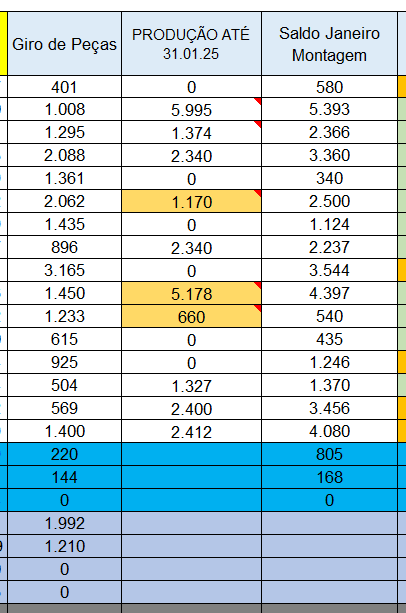 Giro de Peças PRODUÇÃO ATÉ 31.01.25 Saldo Janeiro Montagem
401 0 580
1.008 5.995 5.393
1.295 1.374 2.366
2.088 2.340 3.360
1.361 0 340
2.062 1.170 2.500
1.435 0 1.124
896 2.340 2.237
3.165 0 3.544
1.450 5.178 4.397
1.233 660 540
615 0 435
925 0 1.246
504 1.327 1.370
569 2.400 3.456
1.400 2.412 4.080
220 805
144 168
0 0
1.992
1.210
0
0